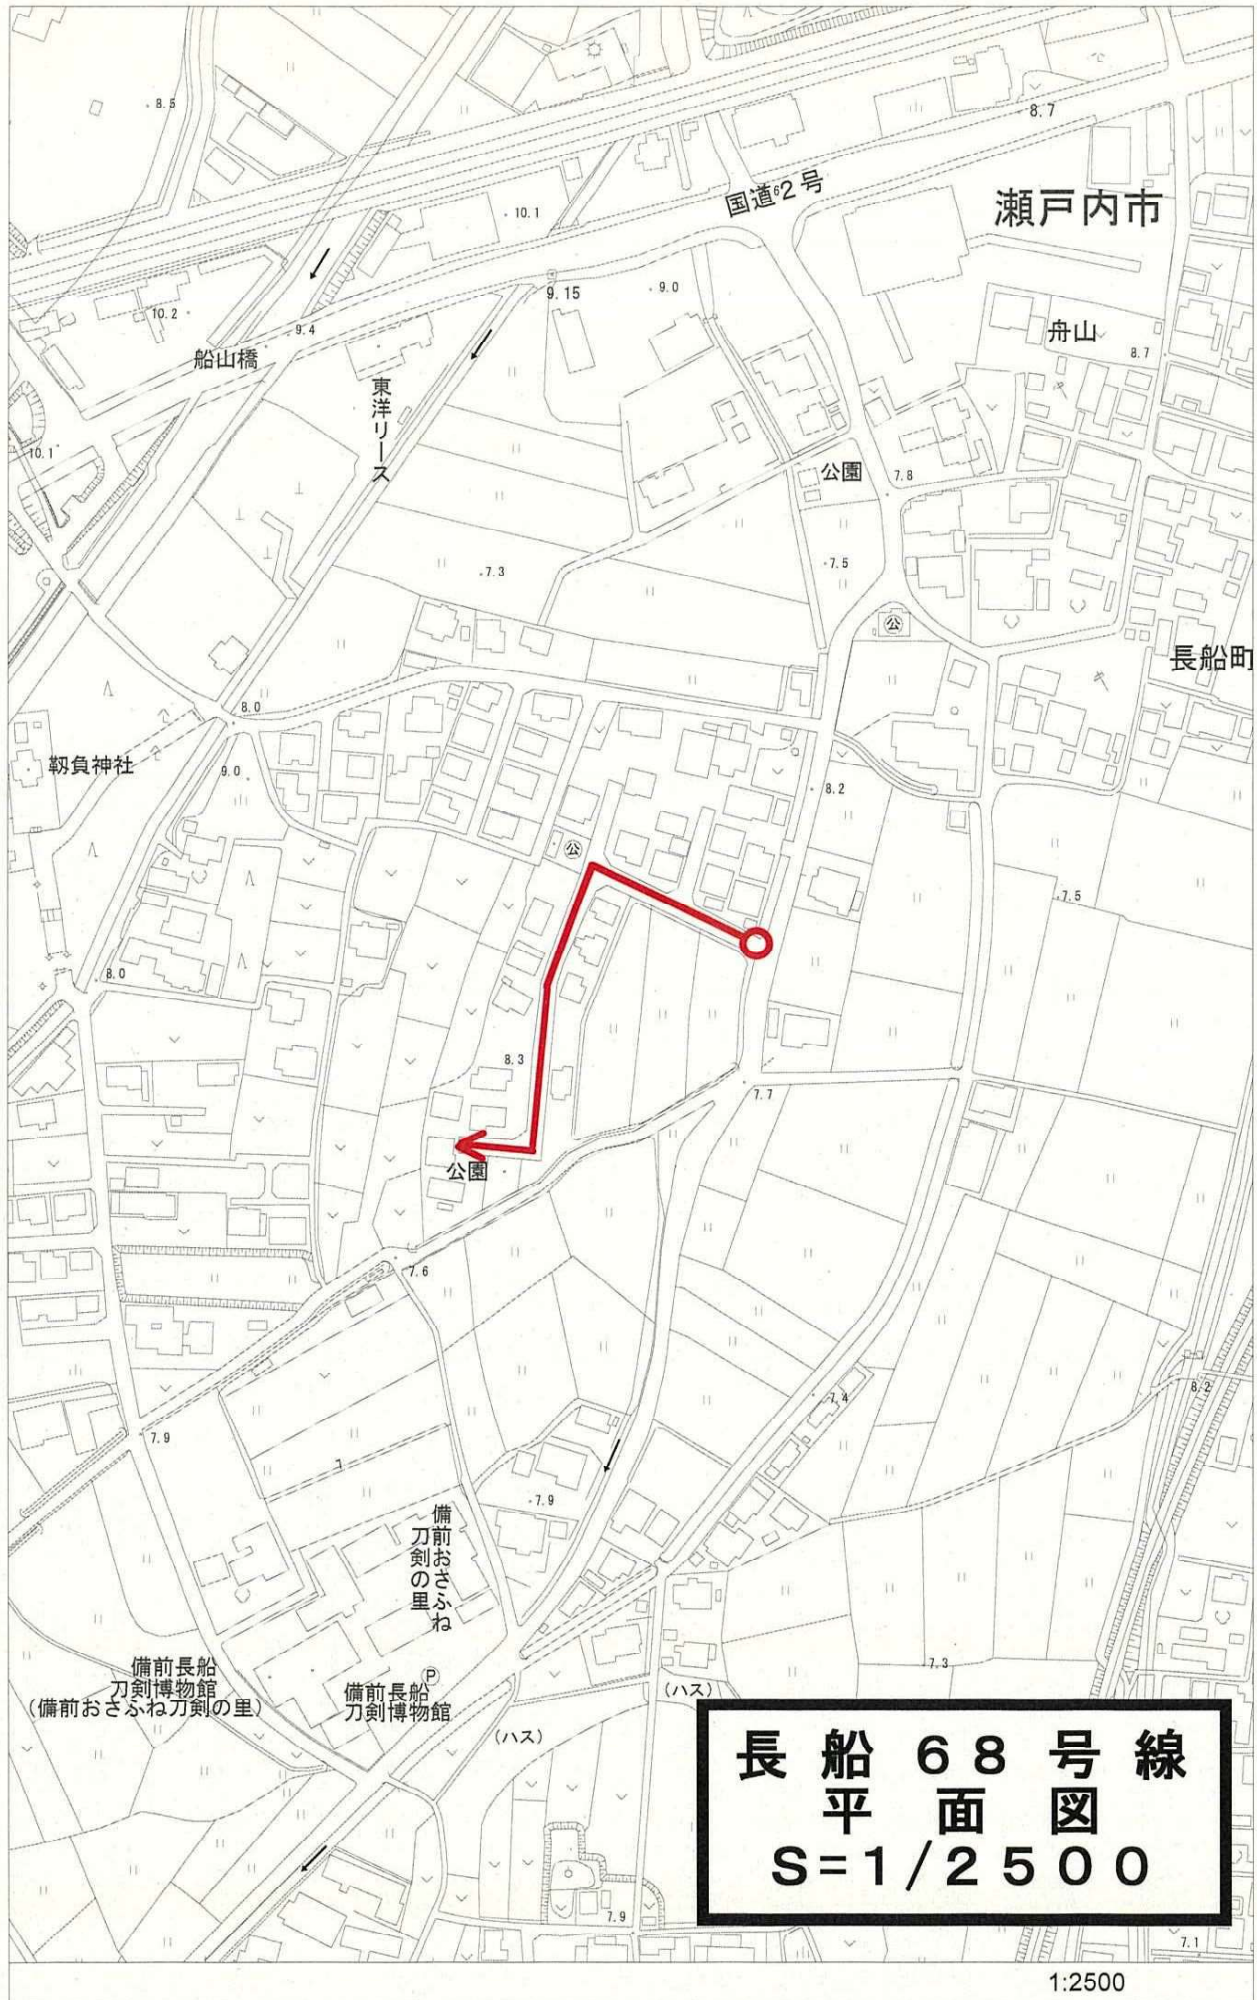 8.5
8.7
国道2号
62
瀬戸内市
10.1
9.15
9.0
10.2
9.4
舟山
8.7
船山橋
東洋リース
10.1
公園
7.8
7.3
7.5
公
長船町
8.0
靱負神社
9.0
8.2
公
7.5
8.0
8.3
7.7
公園
7.6
8.2
7.4
7.9
7.9
備前おさふね
刀剣の里
7.3
備前長船
刀剣博物館
(備前おさふね刀剣の里)
P
備前長船
刀剣博物館
(ハス)
(ハス)
長船68号線
平面図
S=1/2500
7.9
7.1
1:2500